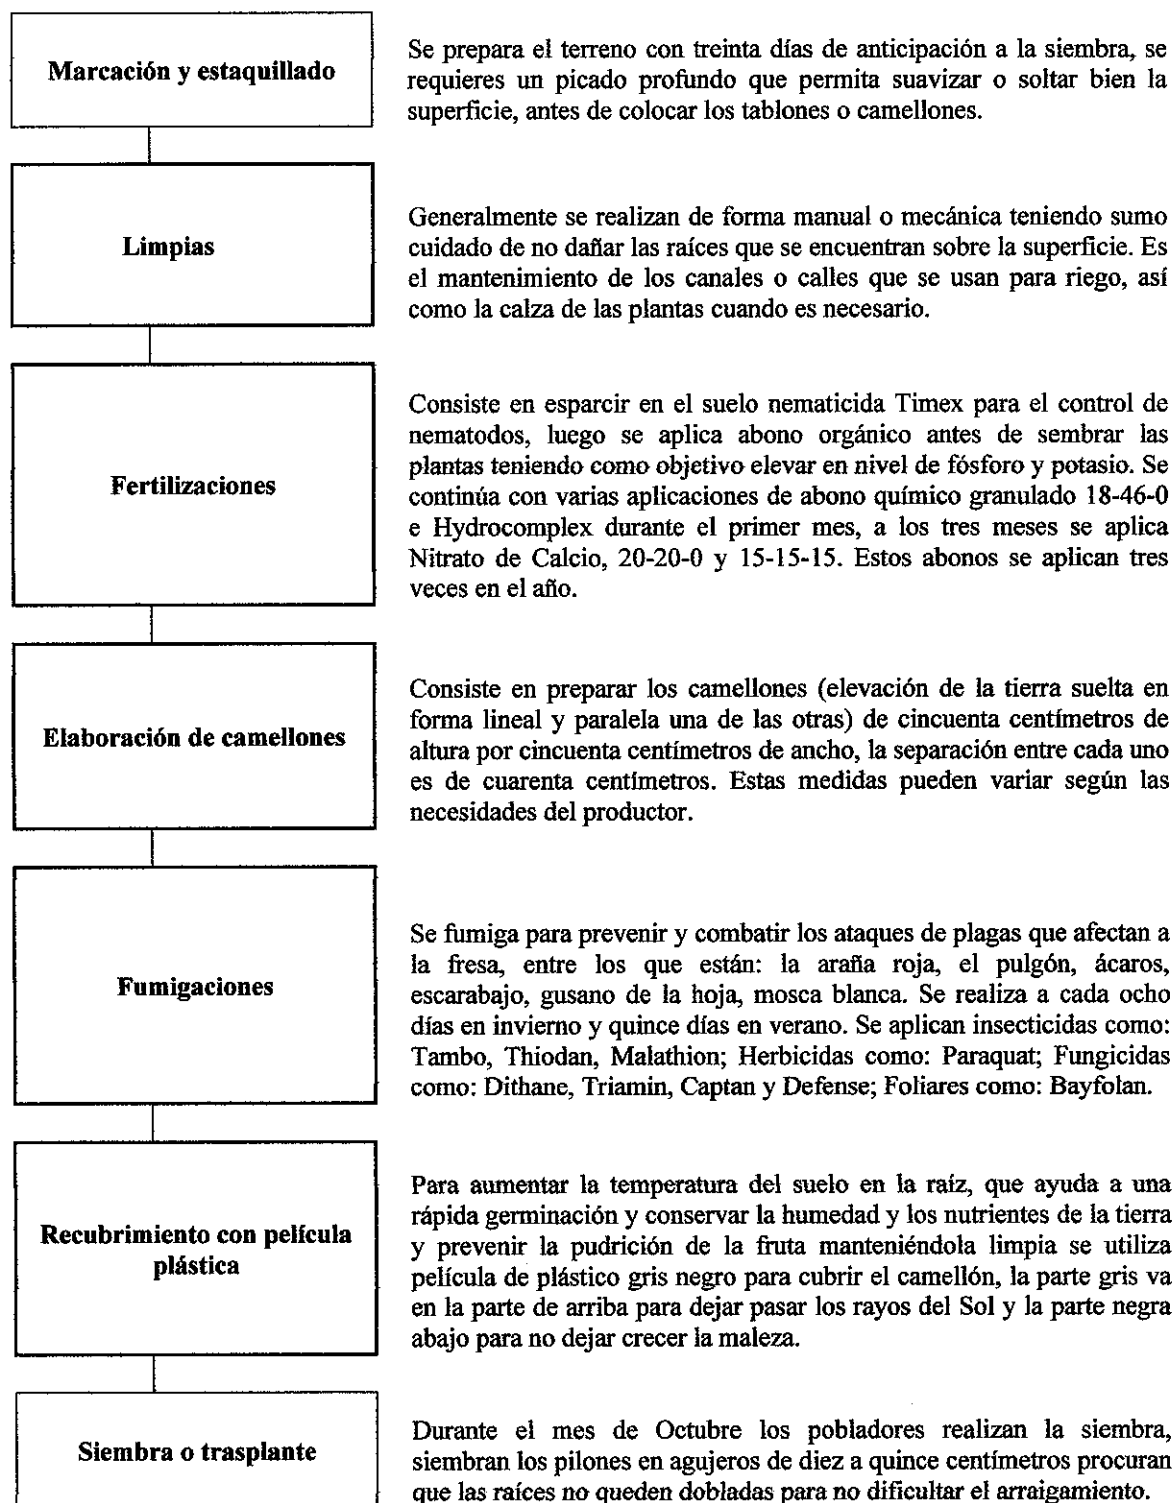 Marcación y estaquillado
Se prepara el terreno con treinta días de anticipación a la siembra, se
requieres un picado profundo que permita suavizar o soltar bien la
superficie, antes de colocar los tablones o camellones.
Limpias
Generalmente se realizan de forma manual o mecánica teniendo sumo
cuidado de no dañar las raíces que se encuentran sobre la superficie. Es
el mantenimiento de los canales o calles que se usan para riego, así
como la calza de las plantas cuando es necesario.
Fertilizaciones
Consiste en esparcir en el suelo nematicida Timex para el control de
nematodos, luego se aplica abono orgánico antes de sembrar las
plantas teniendo como objetivo elevar en nivel de fósforo y potasio. Se
continúa con varias aplicaciones de abono químico granulado 18-46-0
e Hydrocomplex durante el primer mes, a los tres meses se aplica
Nitrato de Calcio, 20-20-0 y 15-15-15. Estos abonos se aplican tres
veces en el año.
Elaboración de camellones
Consiste en preparar los camellones (elevación de la tierra suelta en
forma lineal y paralela una de las otras) de cincuenta centímetros de
altura por cincuenta centímetros de ancho, la separación entre cada uno
es de cuarenta centímetros. Estas medidas pueden variar según las
necesidades del productor.
Fumigaciones
Se fumiga para prevenir y combatir los ataques de plagas que afectan a
la fresa, entre los que están: la araña roja, el pulgón, ácaros,
escarabajo, gusano de la hoja, mosca blanca. Se realiza a cada ocho
días en invierno y quince días en verano. Se aplican insecticidas como:
Tambo, Thiodan, Malathion; Herbicidas como: Paraquat; Fungicidas
como: Dithane, Triamin, Captan y Defense; Foliares como: Bayfolan.
Recubrimiento con película
plástica
Para aumentar la temperatura del suelo en la raíz, que ayuda a una
rápida germinación y conservar la humedad y los nutrientes de la tierra
y prevenir la pudrición de la fruta manteniéndola limpia se utiliza
película de plástico gris negro para cubrir el camellón, la parte gris va
en la parte de arriba para dejar pasar los rayos del Sol y la parte negra
abajo para no dejar crecer la maleza.
Siembra o trasplante
Durante el mes de Octubre los pobladores realizan la siembra,
siembran los pilones en agujeros de diez a quince centímetros procuran
que las raíces no queden dobladas para no dificultar el arraigamiento.